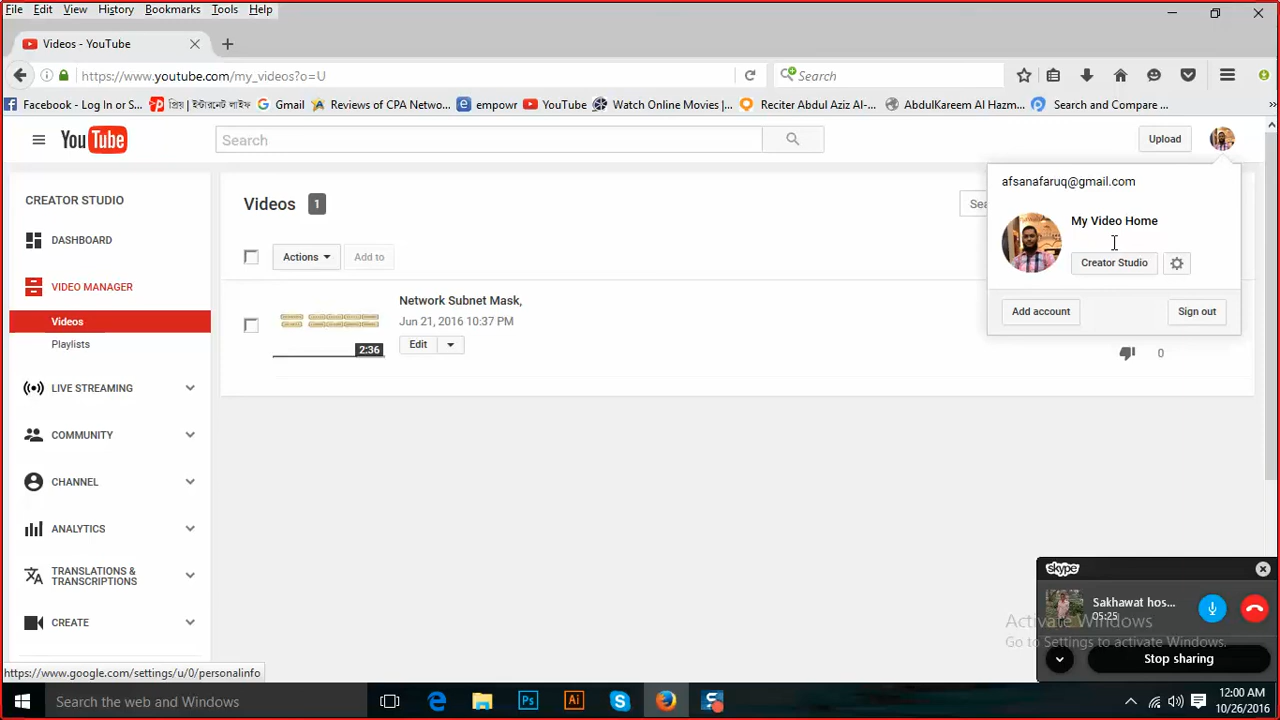 File Edit View History Bookmarks Tools Help
Videos - YouTube
https://www.youtube.com/my_videos?o=U
Search
Facebook - Log In or S... প্রিয় | ইন্টারনেট লাইফ Gmail Reviews of CPA Netwo... empowr YouTube Watch Online Movies |... Reciter Abdul Aziz Al-... AbdulKareem Al Hazm... Search and Compare ...
YouTube
Search
Upload
CREATOR STUDIO
DASHBOARD
VIDEO MANAGER
Videos
Playlists
LIVE STREAMING
COMMUNITY
CHANNEL
ANALYTICS
TRANSLATIONS &
TRANSCRIPTIONS
CREATE
Videos 1
Sea
Actions Add to
Network Subnet Mask,
Jun 21, 2016 10:37 PM
2:36
Edit
0
afsanafaruq@gmail.com
My Video Home
Creator Studio
Add account Sign out
skype
Sakhawat hos...
05:25
Activate Windows
Go to Settings to activate Windows.
Stop sharing
https://www.google.com/settings/u/0/personalinfo
Search the web and Windows
Ps
Ai
12:00 AM
10/26/2016